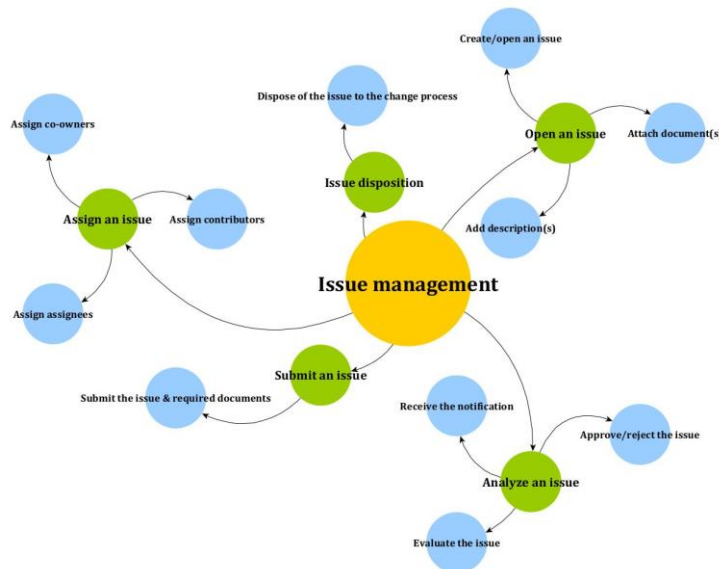 Create/open an issue
Dispose of the issue to the change process
Assign co-owners
Open an issue
Attach document(s
Issue disposition
Assign an issue
Assign contributors
Add description(s)
Issue management
Assign assignees
Submit an issue
Submit the issue & required documents
Receive the notification
Approve/reject the issue
Analyze an issue
Evaluate the issue